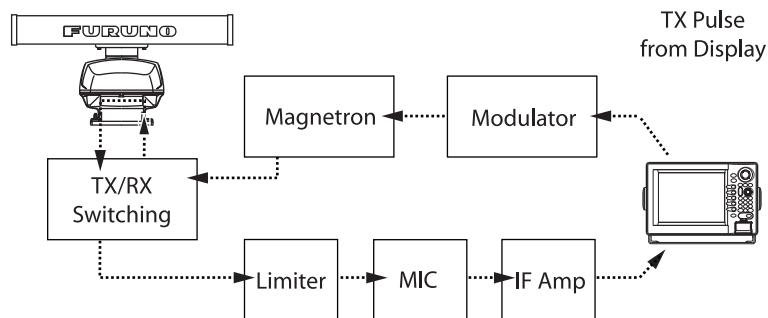 FURUNO
TX Pulse
from Display
Magnetron
Modulator
TX/RX
Switching
Limiter
MIC
IF Amp